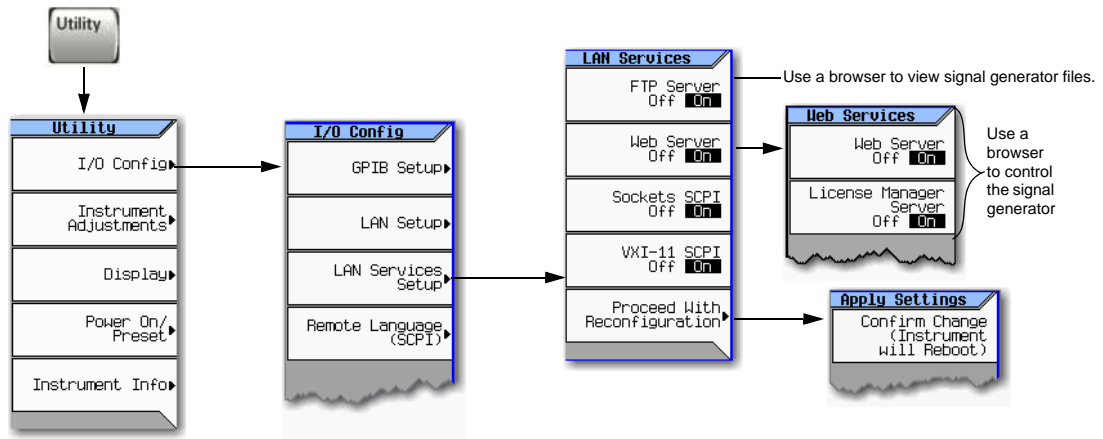 Utility
Utility
I/O Config
Instrument
Adjustments
Display
Power On/
Preset
Instrument Info
I/O Config
GPIB Setup
LAN Setup
LAN Services
Setup
Remote Language
(SCPI)
LAN Services
FTP Server
Off On
Web Server
Off On
Sockets SCPI
Off On
VXI-11 SCPI
Off On
Proceed With
Reconfiguration
Use a browser to view signal generator files.
Web Services
Web Server
Off On
License Manager
Server
Off On
Use a
browser
to control
the signal
generator
Apply Settings
Confirm Change
(Instrument
will Reboot)